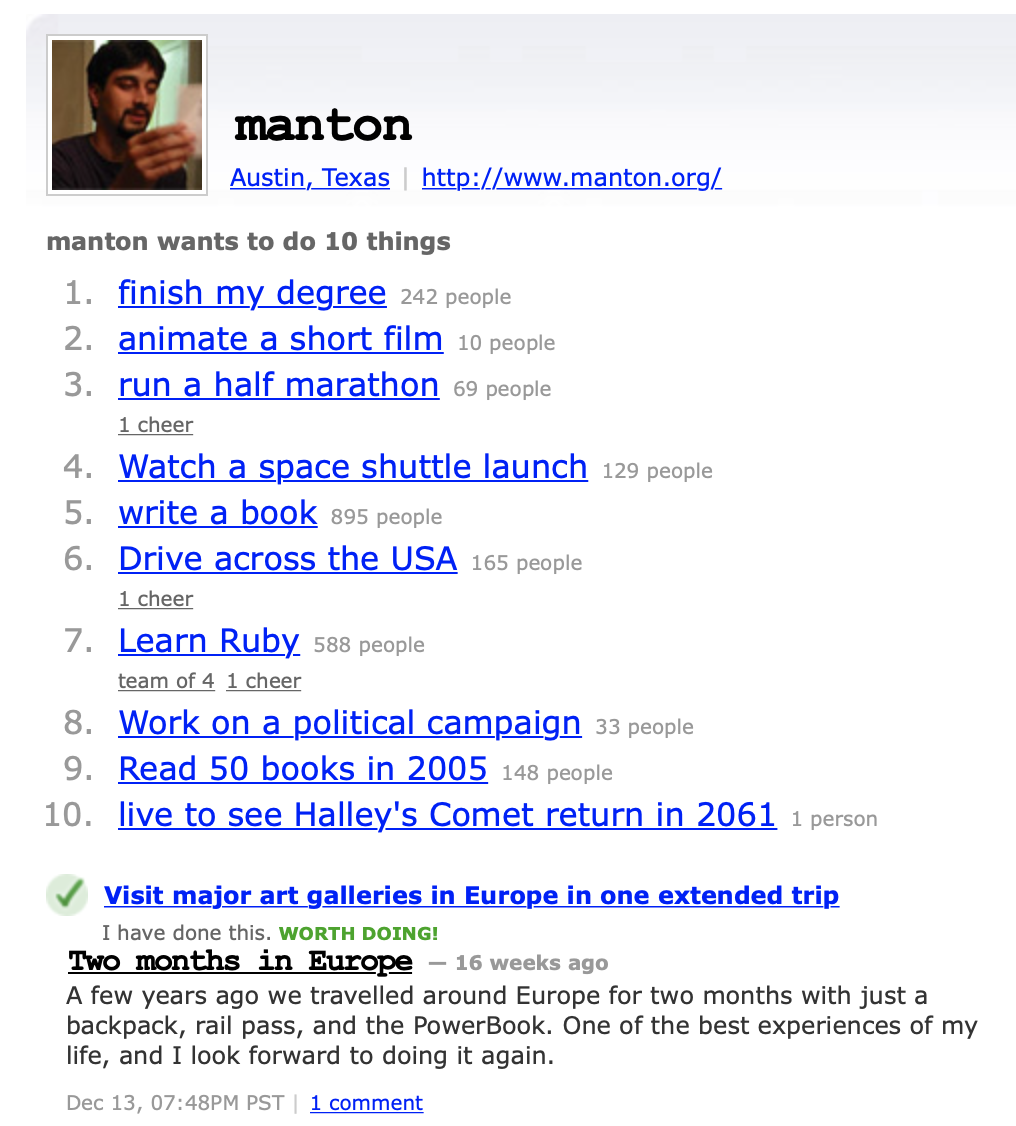 manton
Austin, Texas | http://www.manton.org/
manton wants to do 10 things
1. finish my degree 242 people
2. animate a short film 10 people
3. run a half marathon 69 people
1 cheer
4. Watch a space shuttle launch 129 people
5. write a book 895 people
6. Drive across the USA 165 people
1 cheer
7. Learn Ruby 588 people
team of 4 1 cheer
8. Work on a political campaign 33 people
9. Read 50 books in 2005 148 people
10. live to see Halley's Comet return in 2061 1 person
Visit major art galleries in Europe in one extended trip
I have done this. WORTH DOING!
Two months in Europe — 16 weeks ago
A few years ago we travelled around Europe for two months with just a
backpack, rail pass, and the PowerBook. One of the best experiences of my
life, and I look forward to doing it again.
Dec 13, 07:48PM PST | 1 comment